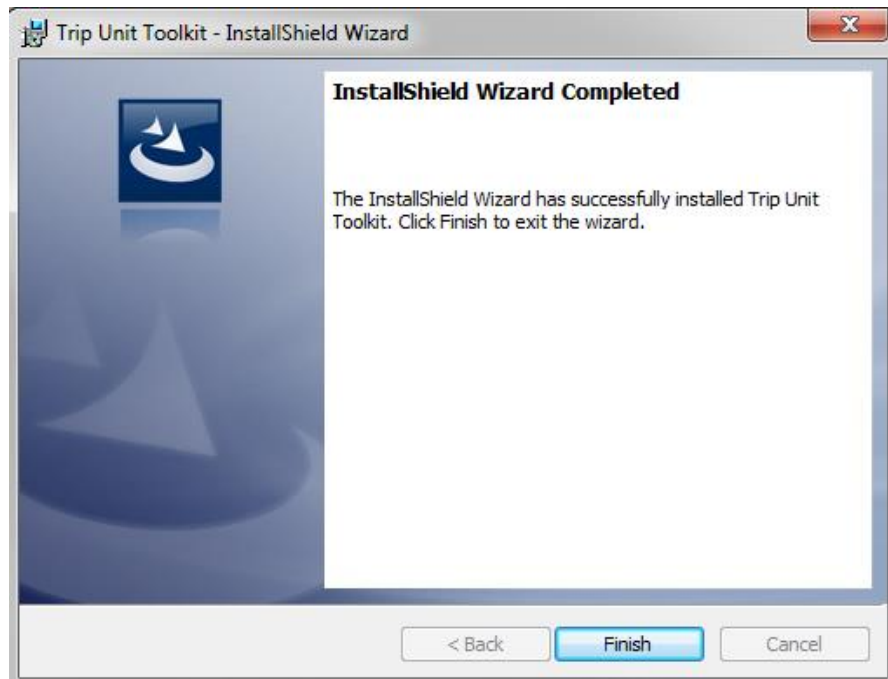 Trip Unit Toolkit - InstallShield Wizard
InstallShield Wizard Completed
The InstallShield Wizard has successfully installed Trip Unit
Toolkit. Click Finish to exit the wizard.
< Back
Finish
Cancel